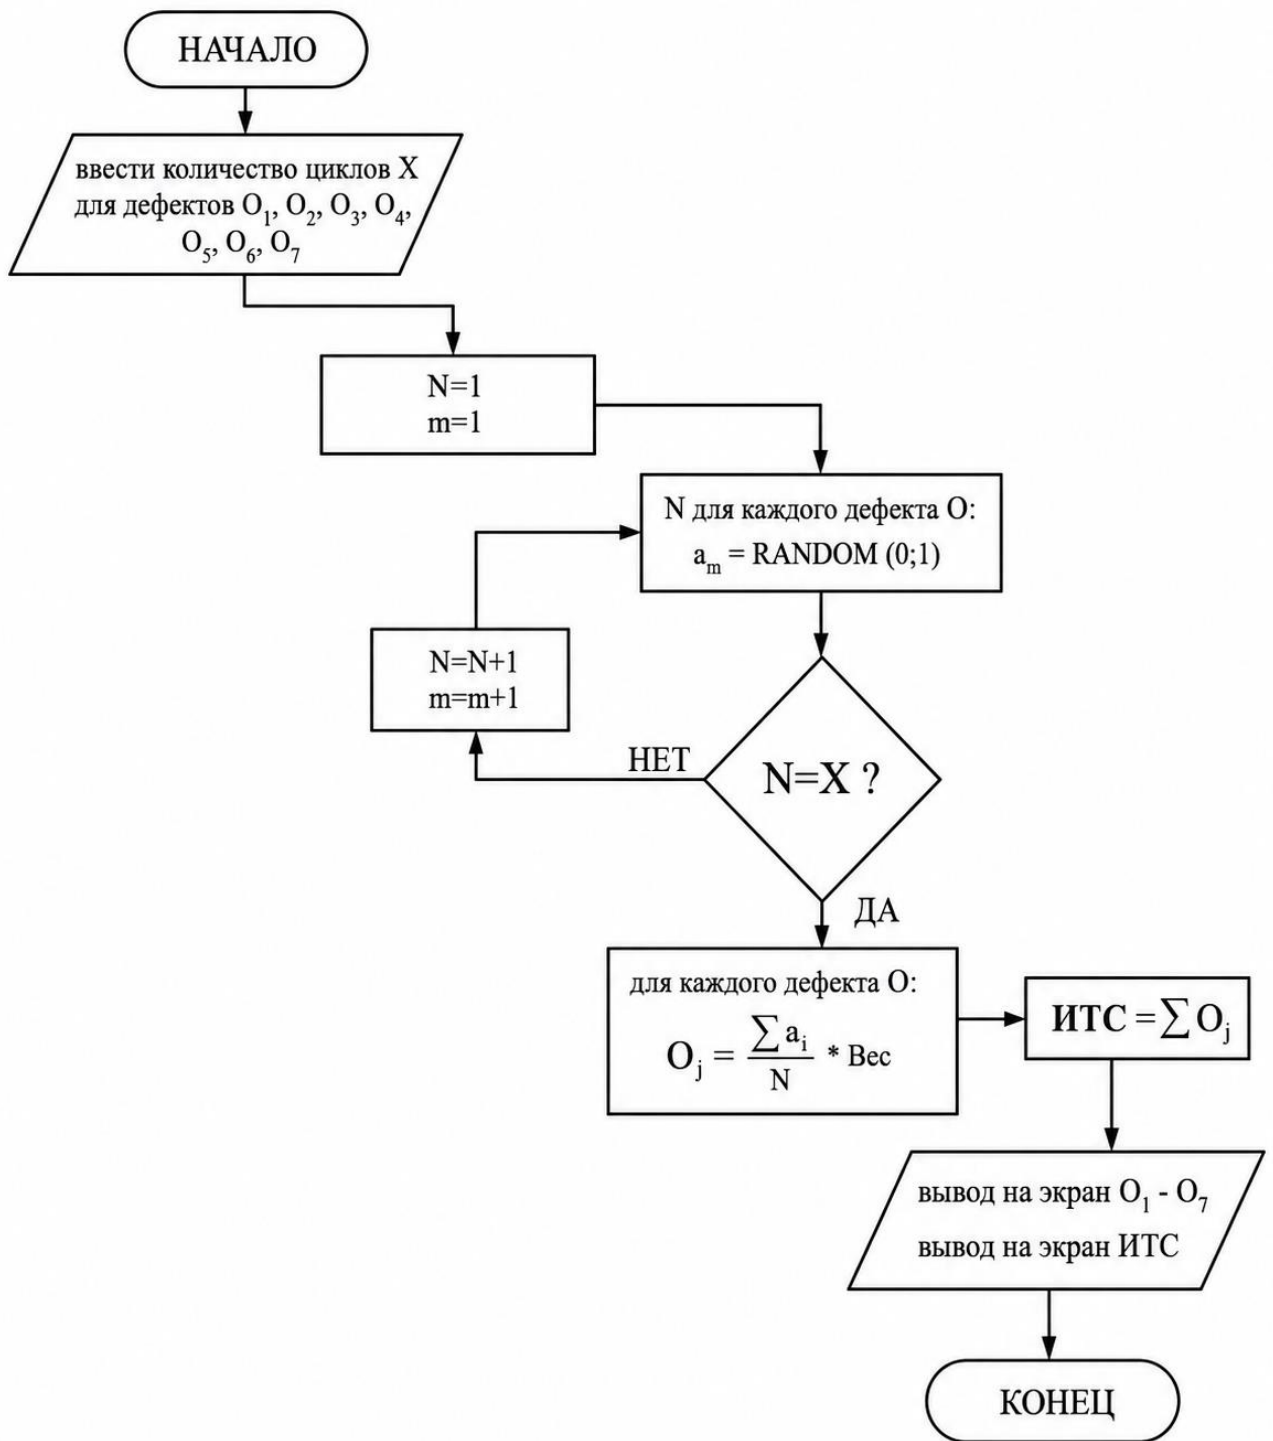 НАЧАЛО
ввести количество циклов X
для дефектов O₁, O₂, O₃, O₄,
O₅, O₆, O₇
N=1
m=1
N для каждого дефекта O:
aₘ = RANDOM (0;1)
N=N+1
m=m+1
НЕТ
N=X ?
ДА
для каждого дефекта O:
Oⱼ = ∑ aᵢ / N * Вес
ИТС = ∑ Oⱼ
вывод на экран O₁ - O₇
вывод на экран ИТС
КОНЕЦ